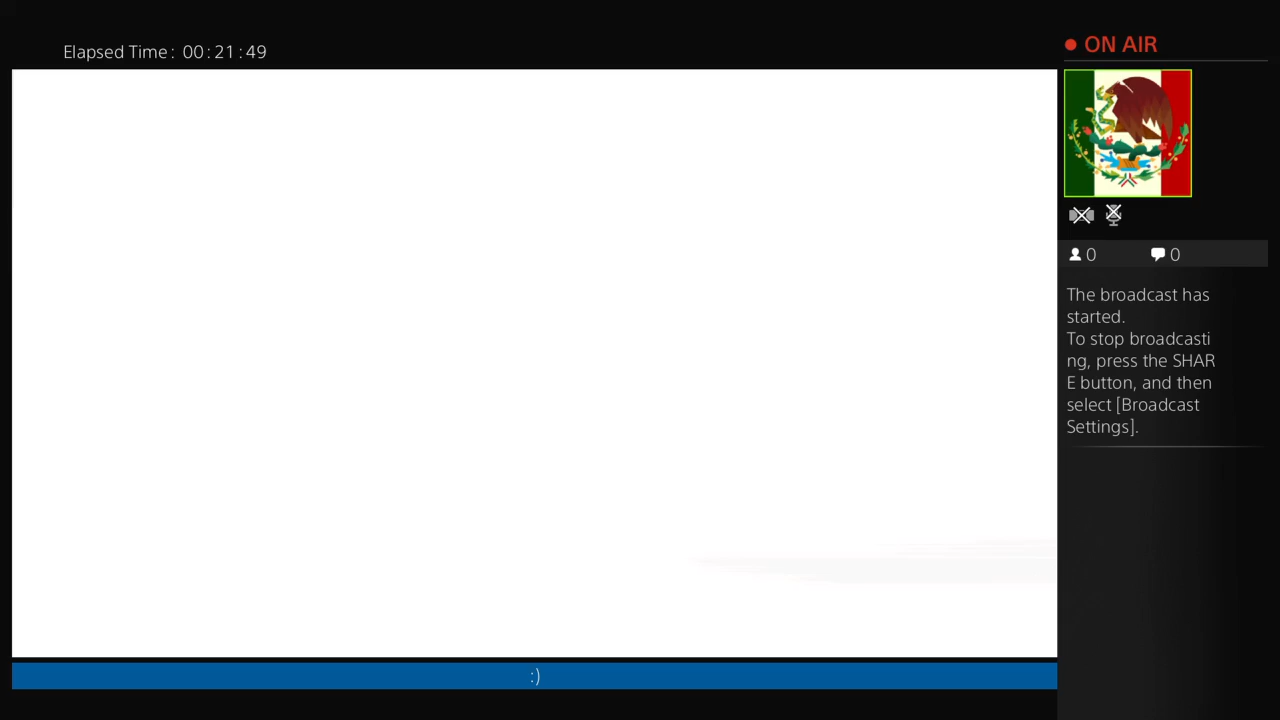 Elapsed Time: 00:21:49
ON AIR
0 0
The broadcast has
started.
To stop broadcasti
ng, press the SHAR
E button, and then
select [Broadcast
Settings].
:)